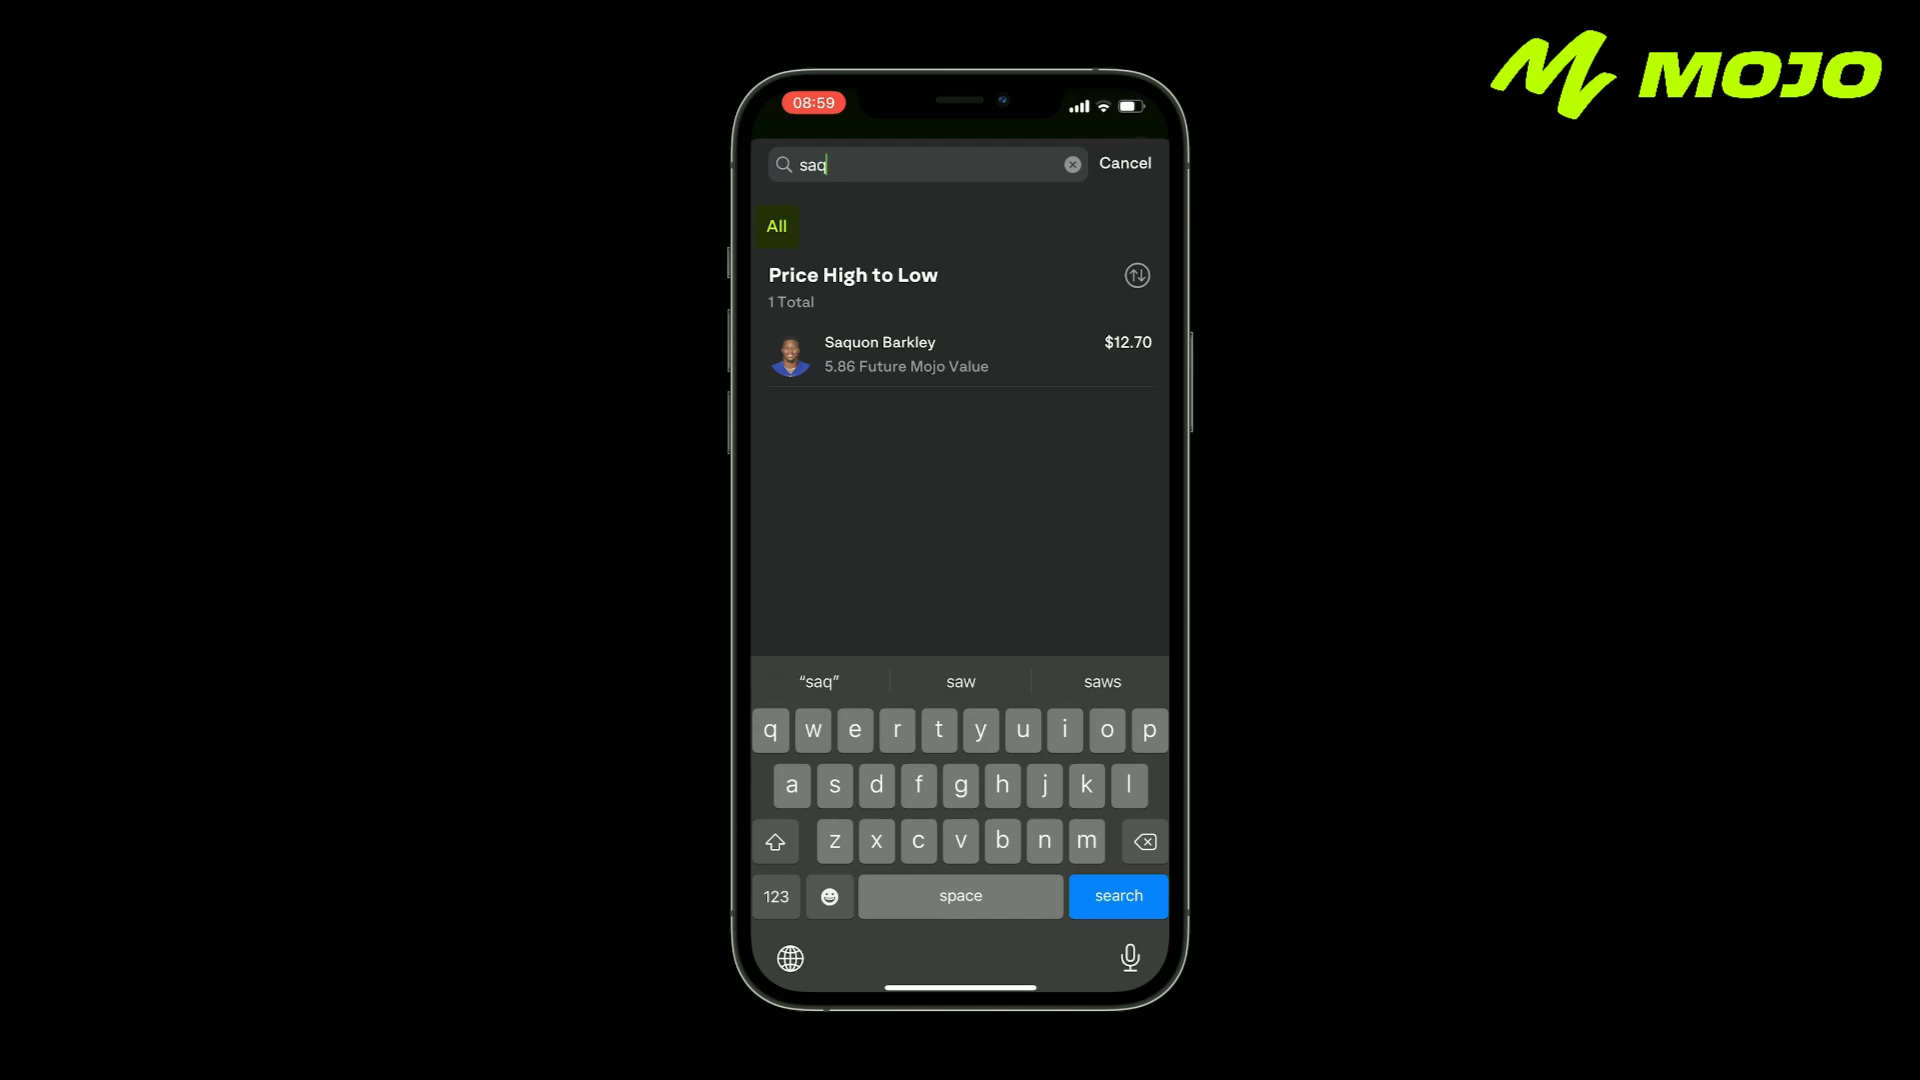 MOJO
08:59
saq
Cancel
All
Price High to Low
1 Total
Saquon Barkley
$12.70
5.86 Future Mojo Value
“saq”
saw
saws
q w e r t y u i o p
a s d f g h j k l
z x c v b n m
123
space
search